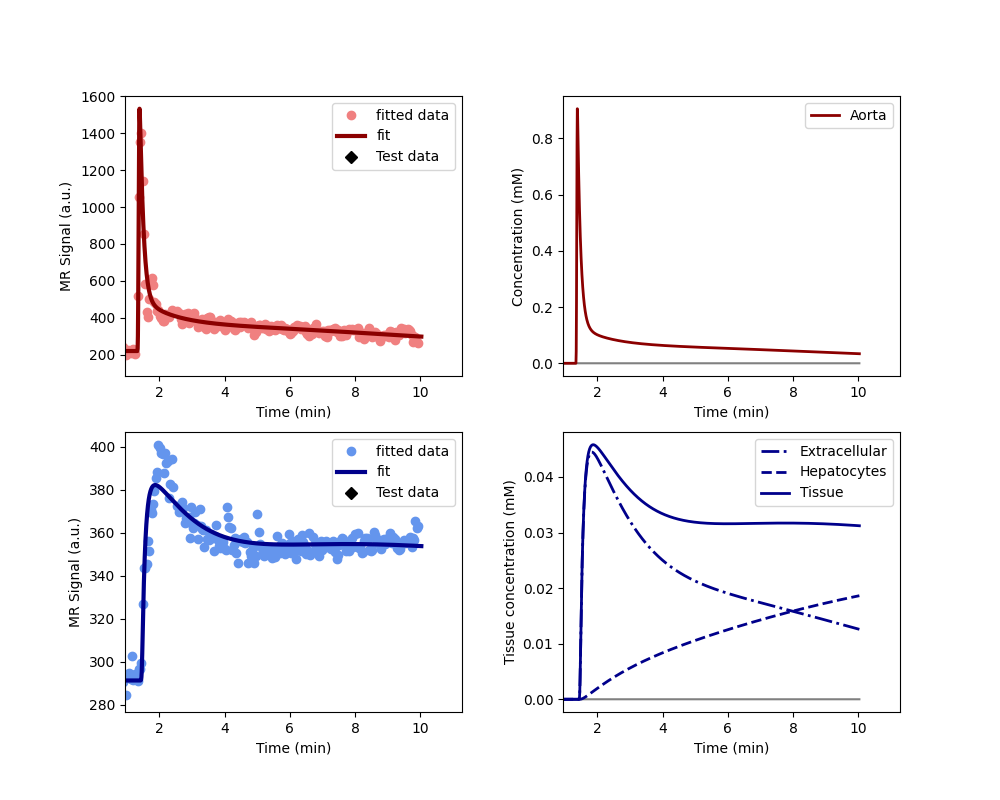 1600
1400
1200
1000
800
600
400
200
MR Signal (a.u.)
2 4 6 8 10
Time (min)
fitted data
fit
Test data
0.8
0.6
0.4
0.2
0.0
Concentration (mM)
2 4 6 8 10
Time (min)
Aorta
400
380
360
340
320
300
280
MR Signal (a.u.)
2 4 6 8 10
Time (min)
fitted data
fit
Test data
0.04
0.03
0.02
0.01
0.00
Tissue concentration (mM)
2 4 6 8 10
Time (min)
Extracellular
Hepatocytes
Tissue